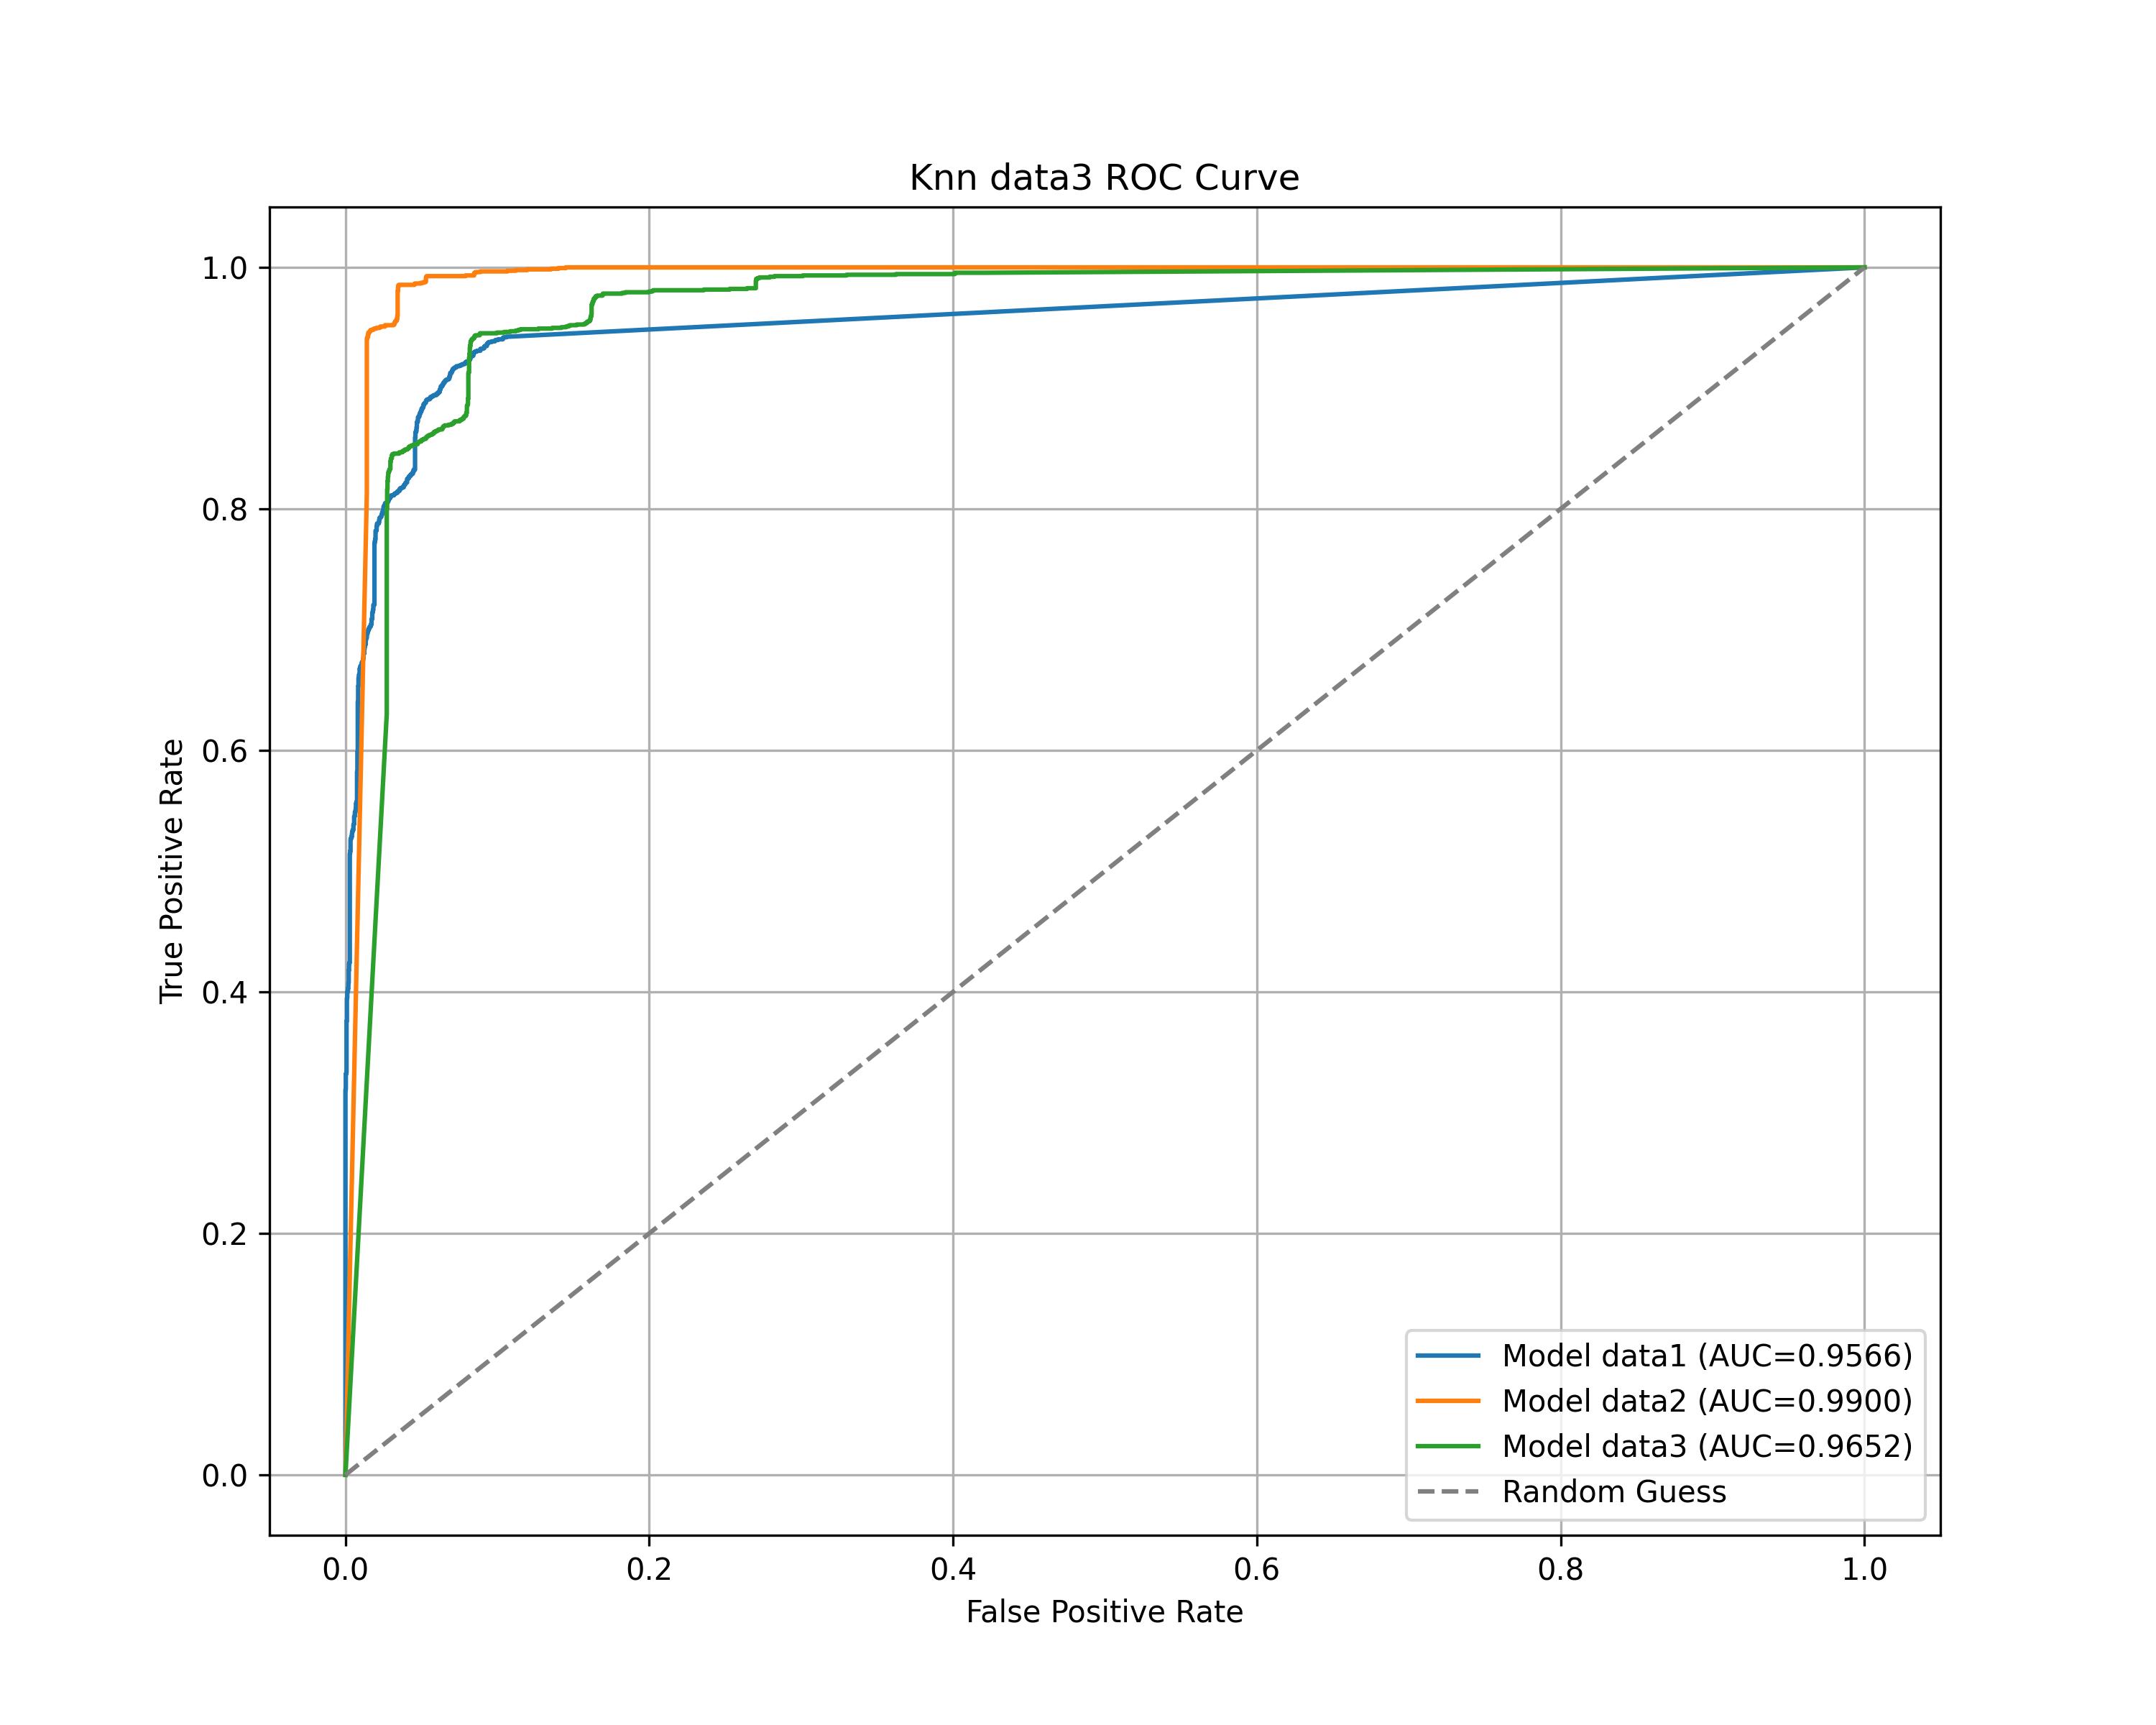 Knn data3 ROC Curve
True Positive Rate
1.0
0.8
0.6
0.4
0.2
0.0
0.0 0.2 0.4 0.6 0.8 1.0
False Positive Rate
Model data1 (AUC=0.9566)
Model data2 (AUC=0.9900)
Model data3 (AUC=0.9652)
Random Guess